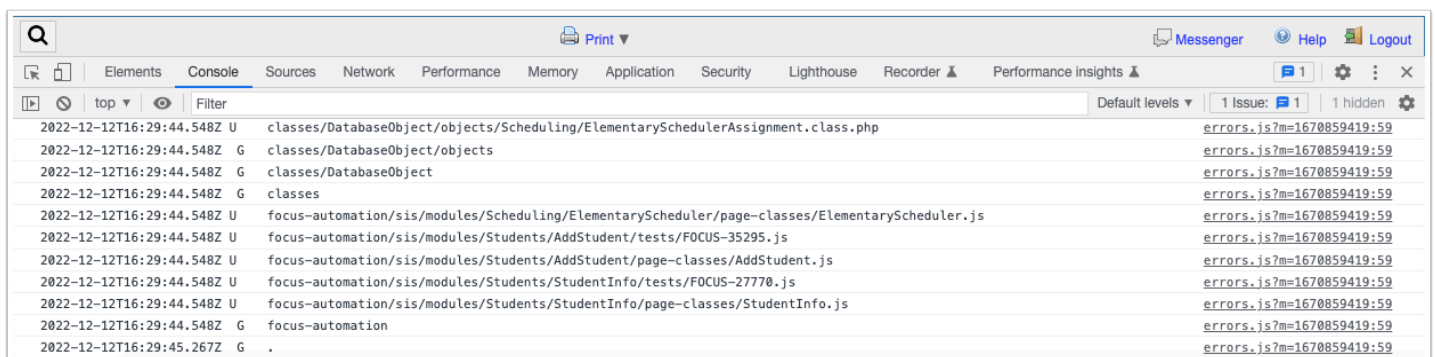 Print ▼ Messenger Help Logout
Elements Console Sources Network Performance Memory Application Security Lighthouse Recorder Performance insights 1
top ▼ Filter Default levels ▼ 1 Issue: 1 1 hidden
2022-12-12T16:29:44.548Z U classes/DatabaseObject/objects/Scheduling/ElementarySchedulerAssignment.class.php errors.js?m=1670859419:59
2022-12-12T16:29:44.548Z G classes/DatabaseObject/objects errors.js?m=1670859419:59
2022-12-12T16:29:44.548Z G classes/DatabaseObject errors.js?m=1670859419:59
2022-12-12T16:29:44.548Z G classes errors.js?m=1670859419:59
2022-12-12T16:29:44.548Z U focus-automation/sis/modules/Scheduling/ElementaryScheduler/page-classes/ElementaryScheduler.js errors.js?m=1670859419:59
2022-12-12T16:29:44.548Z U focus-automation/sis/modules/Students/AddStudent/tests/FOCUS-35295.js errors.js?m=1670859419:59
2022-12-12T16:29:44.548Z U focus-automation/sis/modules/Students/AddStudent/page-classes/AddStudent.js errors.js?m=1670859419:59
2022-12-12T16:29:44.548Z U focus-automation/sis/modules/Students/StudentInfo/tests/FOCUS-27770.js errors.js?m=1670859419:59
2022-12-12T16:29:44.548Z U focus-automation/sis/modules/Students/StudentInfo/page-classes/StudentInfo.js errors.js?m=1670859419:59
2022-12-12T16:29:44.548Z G focus-automation errors.js?m=1670859419:59
2022-12-12T16:29:45.267Z G . errors.js?m=1670859419:59